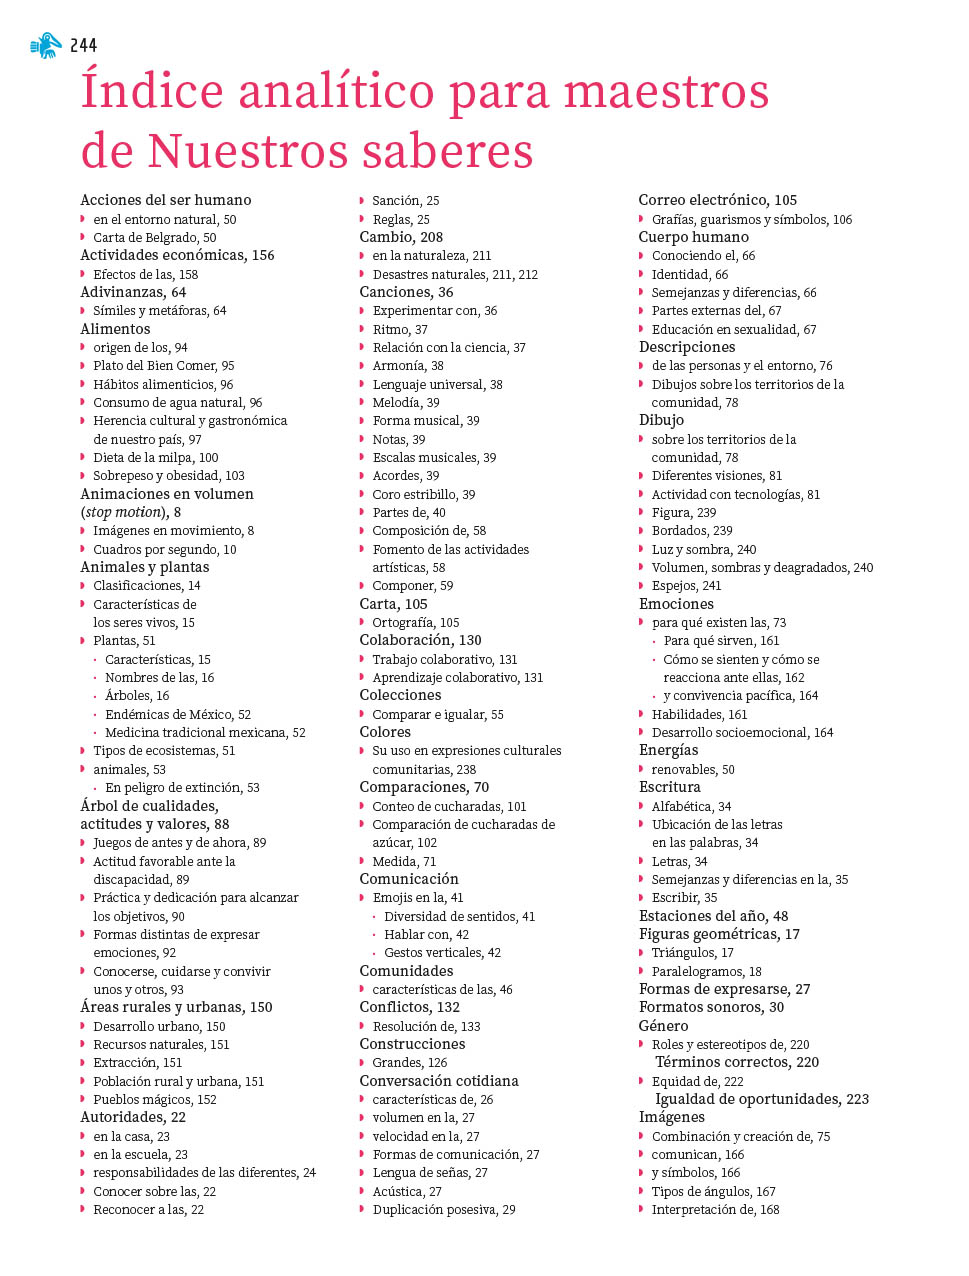 244
Índice analítico para maestros
de Nuestros saberes
Acciones del ser humano
en el entorno natural, 50
Carta de Belgrado, 50
Actividades económicas, 156
Efectos de las, 158
Adivinanzas, 64
Símiles y metáforas, 64
Alimentos
origen de los, 94
Plato del Bien Comer, 95
Hábitos alimenticios, 96
Consumo de agua natural, 96
Herencia cultural y gastronómica
de nuestro país, 97
Dieta de la milpa, 100
Sobrepeso y obesidad, 103
Animaciones en volumen
(stop motion), 8
Imágenes en movimiento, 8
Cuadros por segundo, 10
Animales y plantas
Clasificaciones, 14
Características de
los seres vivos, 15
Plantas, 51
Características, 15
Nombres de las, 16
Árboles, 16
Endémicas de México, 52
Medicina tradicional mexicana, 52
Tipos de ecosistemas, 51
animales, 53
En peligro de extinción, 53
Árbol de cualidades,
actitudes y valores, 88
Juegos de antes y de ahora, 89
Actitud favorable ante la
discapacidad, 89
Práctica y dedicación para alcanzar
los objetivos, 90
Formas distintas de expresar
emociones, 92
Conocerse, cuidarse y convivir
unos y otros, 93
Áreas rurales y urbanas, 150
Desarrollo urbano, 150
Recursos naturales, 151
Extracción, 151
Población rural y urbana, 151
Pueblos mágicos, 152
Autoridades, 22
en la casa, 23
en la escuela, 23
responsabilidades de las diferentes, 24
Conocer sobre las, 22
Reconocer a las, 22
Sanción, 25
Reglas, 25
Cambio, 208
en la naturaleza, 211
Desastres naturales, 211, 212
Canciones, 36
Experimentar con, 36
Ritmo, 37
Relación con la ciencia, 37
Armonía, 38
Lenguaje universal, 38
Melodía, 39
Forma musical, 39
Notas, 39
Escalas musicales, 39
Acordes, 39
Coro estribillo, 39
Partes de, 40
Composición de, 58
Fomento de las actividades
artísticas, 58
Componer, 59
Carta, 105
Ortografía, 105
Colaboración, 130
Trabajo colaborativo, 131
Aprendizaje colaborativo, 131
Colecciones
Comparar e igualar, 55
Colores
Su uso en expresiones culturales
comunitarias, 238
Comparaciones, 70
Conteo de cucharadas, 101
Comparación de cucharadas de
azúcar, 102
Medida, 71
Comunicación
Emojis en la, 41
Diversidad de sentidos, 41
Hablar con, 42
Gestos verticales, 42
Comunidades
características de las, 46
Conflictos, 132
Resolución de, 133
Construcciones
Grandes, 126
Conversación cotidiana
características de, 26
volumen en la, 27
velocidad en la, 27
Formas de comunicación, 27
Lengua de señas, 27
Acústica, 27
Duplicación posesiva, 29
Correo electrónico, 105
Grafías, guarismos y símbolos, 106
Cuerpo humano
Conociendo el, 66
Identidad, 66
Semejanzas y diferencias, 66
Partes externas del, 67
Educación en sexualidad, 67
Descripciones
de las personas y el entorno, 76
Dibujos sobre los territorios de la
comunidad, 78
Dibujo
sobre los territorios de la
comunidad, 78
Diferentes visiones, 81
Actividad con tecnologías, 81
Figura, 239
Bordados, 239
Luz y sombra, 240
Volumen, sombras y deagradados, 240
Espejos, 241
Emociones
para qué existen las, 73
Para qué sirven, 161
Cómo se sienten y cómo se
reacciona ante ellas, 162
y convivencia pacífica, 164
Habilidades, 161
Desarrollo socioemocional, 164
Energías
renovables, 50
Escritura
Alfabética, 34
Ubicación de las letras
en las palabras, 34
Letras, 34
Semejanzas y diferencias en la, 35
Escribir, 35
Estaciones del año, 48
Figuras geométricas, 17
Triángulos, 17
Paralelogramos, 18
Formas de expresarse, 27
Formatos sonoros, 30
Género
Roles y estereotipos de, 220
Términos correctos, 220
Equidad de, 222
Igualdad de oportunidades, 223
Imágenes
Combinación y creación de, 75
comunican, 166
y símbolos, 166
Tipos de ángulos, 167
Interpretación de, 168